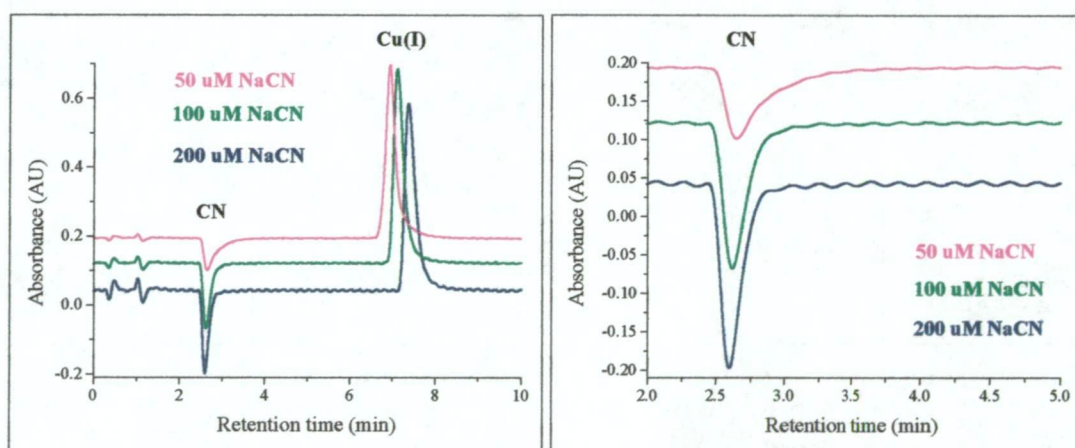 Cu(I)
50 uM NaCN
100 uM NaCN
200 uM NaCN
CN
Absorbance (AU)
0.6
0.4
0.2
0.0
-0.2
0 2 4 6 8 10
Retention time (min)
CN
Absorbance (AU)
0.20
0.15
0.10
0.05
0.00
-0.05
-0.10
-0.15
-0.20
50 uM NaCN
100 uM NaCN
200 uM NaCN
2.0 2.5 3.0 3.5 4.0 4.5 5.0
Retention time (min)